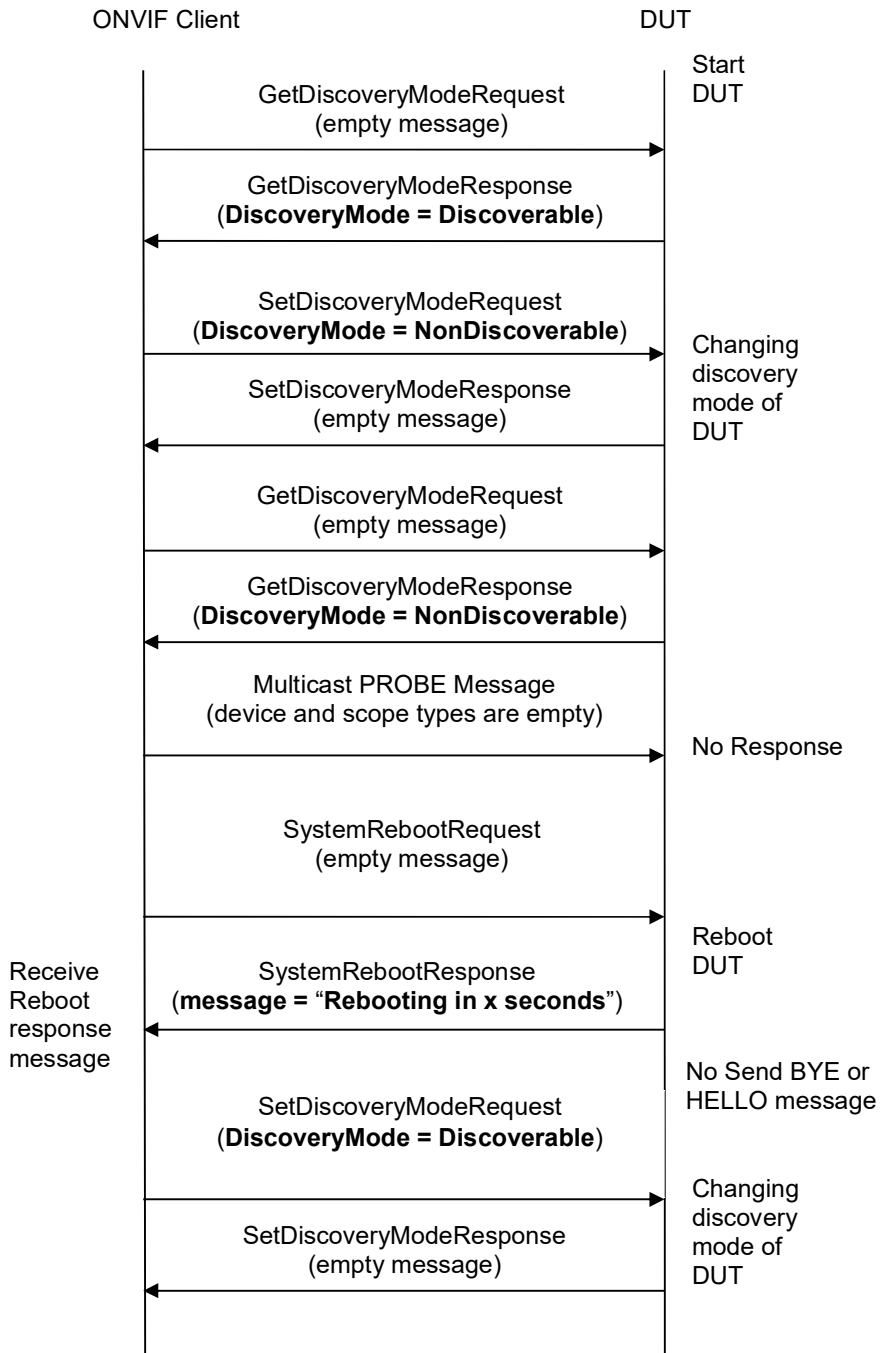 ONVIF Client
DUT
Start
DUT
GetDiscoveryModeRequest
(empty message)
GetDiscoveryModeResponse
(DiscoveryMode = Discoverable)
SetDiscoveryModeRequest
(DiscoveryMode = NonDiscoverable)
Changing
discovery
mode of
DUT
SetDiscoveryModeResponse
(empty message)
GetDiscoveryModeRequest
(empty message)
GetDiscoveryModeResponse
(DiscoveryMode = NonDiscoverable)
Multicast PROBE Message
(device and scope types are empty)
No Response
SystemRebootRequest
(empty message)
Reboot
DUT
Receive
Reboot
response
message
SystemRebootResponse
(message = “Rebooting in x seconds”)
No Send BYE or
HELLO message
SetDiscoveryModeRequest
(DiscoveryMode = Discoverable)
Changing
discovery
mode of
DUT
SetDiscoveryModeResponse
(empty message)